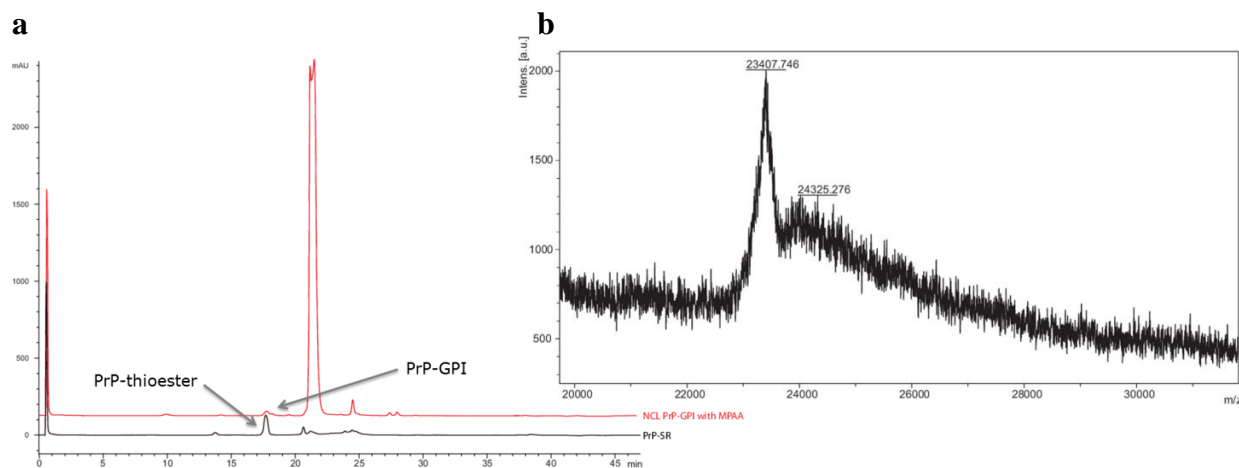 a
mAU
2000
1500
1000
500
0
0
5
10
15
20
25
30
35
40
45
min
PrP-thioester
PrP-GPI
NCL PrP-GPI with MPAA
PrP-SR
b
Intens. [a.u.]
2000
1500
1000
500
23407.746
24325.276
20000
22000
24000
26000
28000
30000
m/z